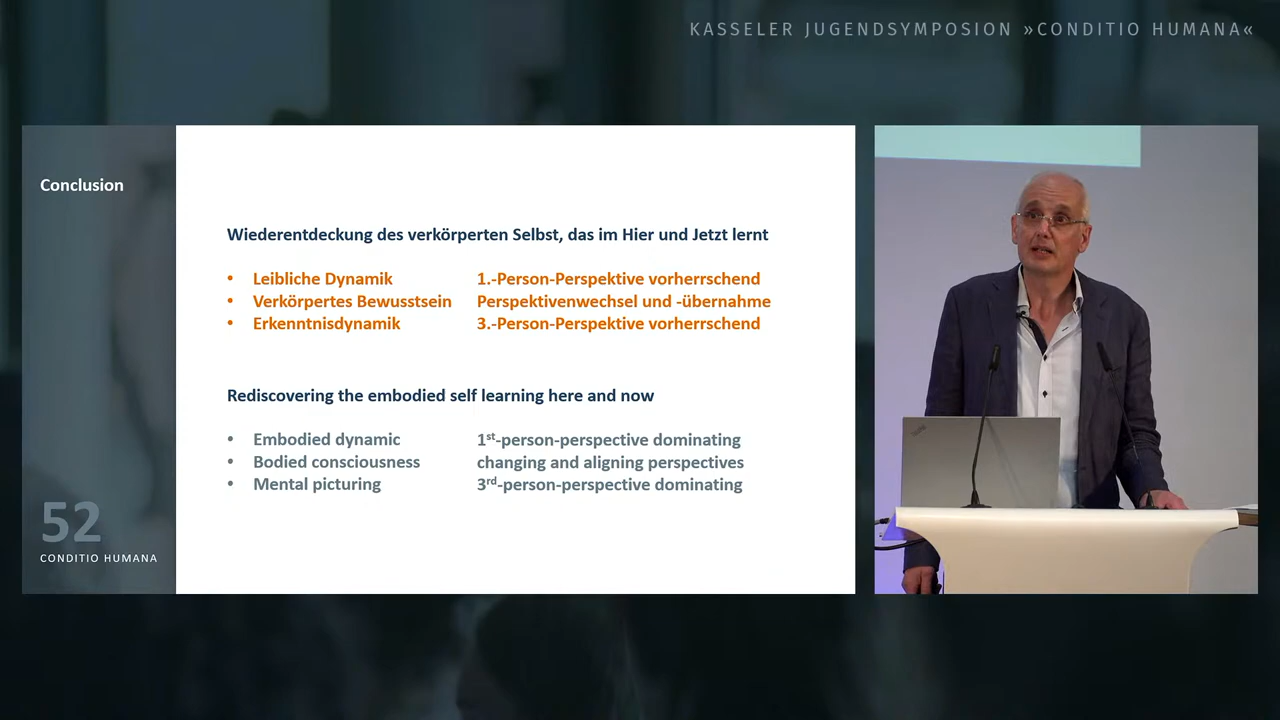 KASSELER JUGENDSYMPOSION »CONDITIO HUMANA«
Conclusion
Wiederentdeckung des verkörperten Selbst, das im Hier und Jetzt lernt
• Leibliche Dynamik 1.-Person-Perspektive vorherrschend
• Verkörpertes Bewusstsein Perspektivenwechsel und -übernahme
• Erkenntnisdynamik 3.-Person-Perspektive vorherrschend
Rediscovering the embodied self learning here and now
• Embodied dynamic 1st-person-perspective dominating
• Bodied consciousness changing and aligning perspectives
• Mental picturing 3rd-person-perspective dominating
52
CONDITIO HUMANA